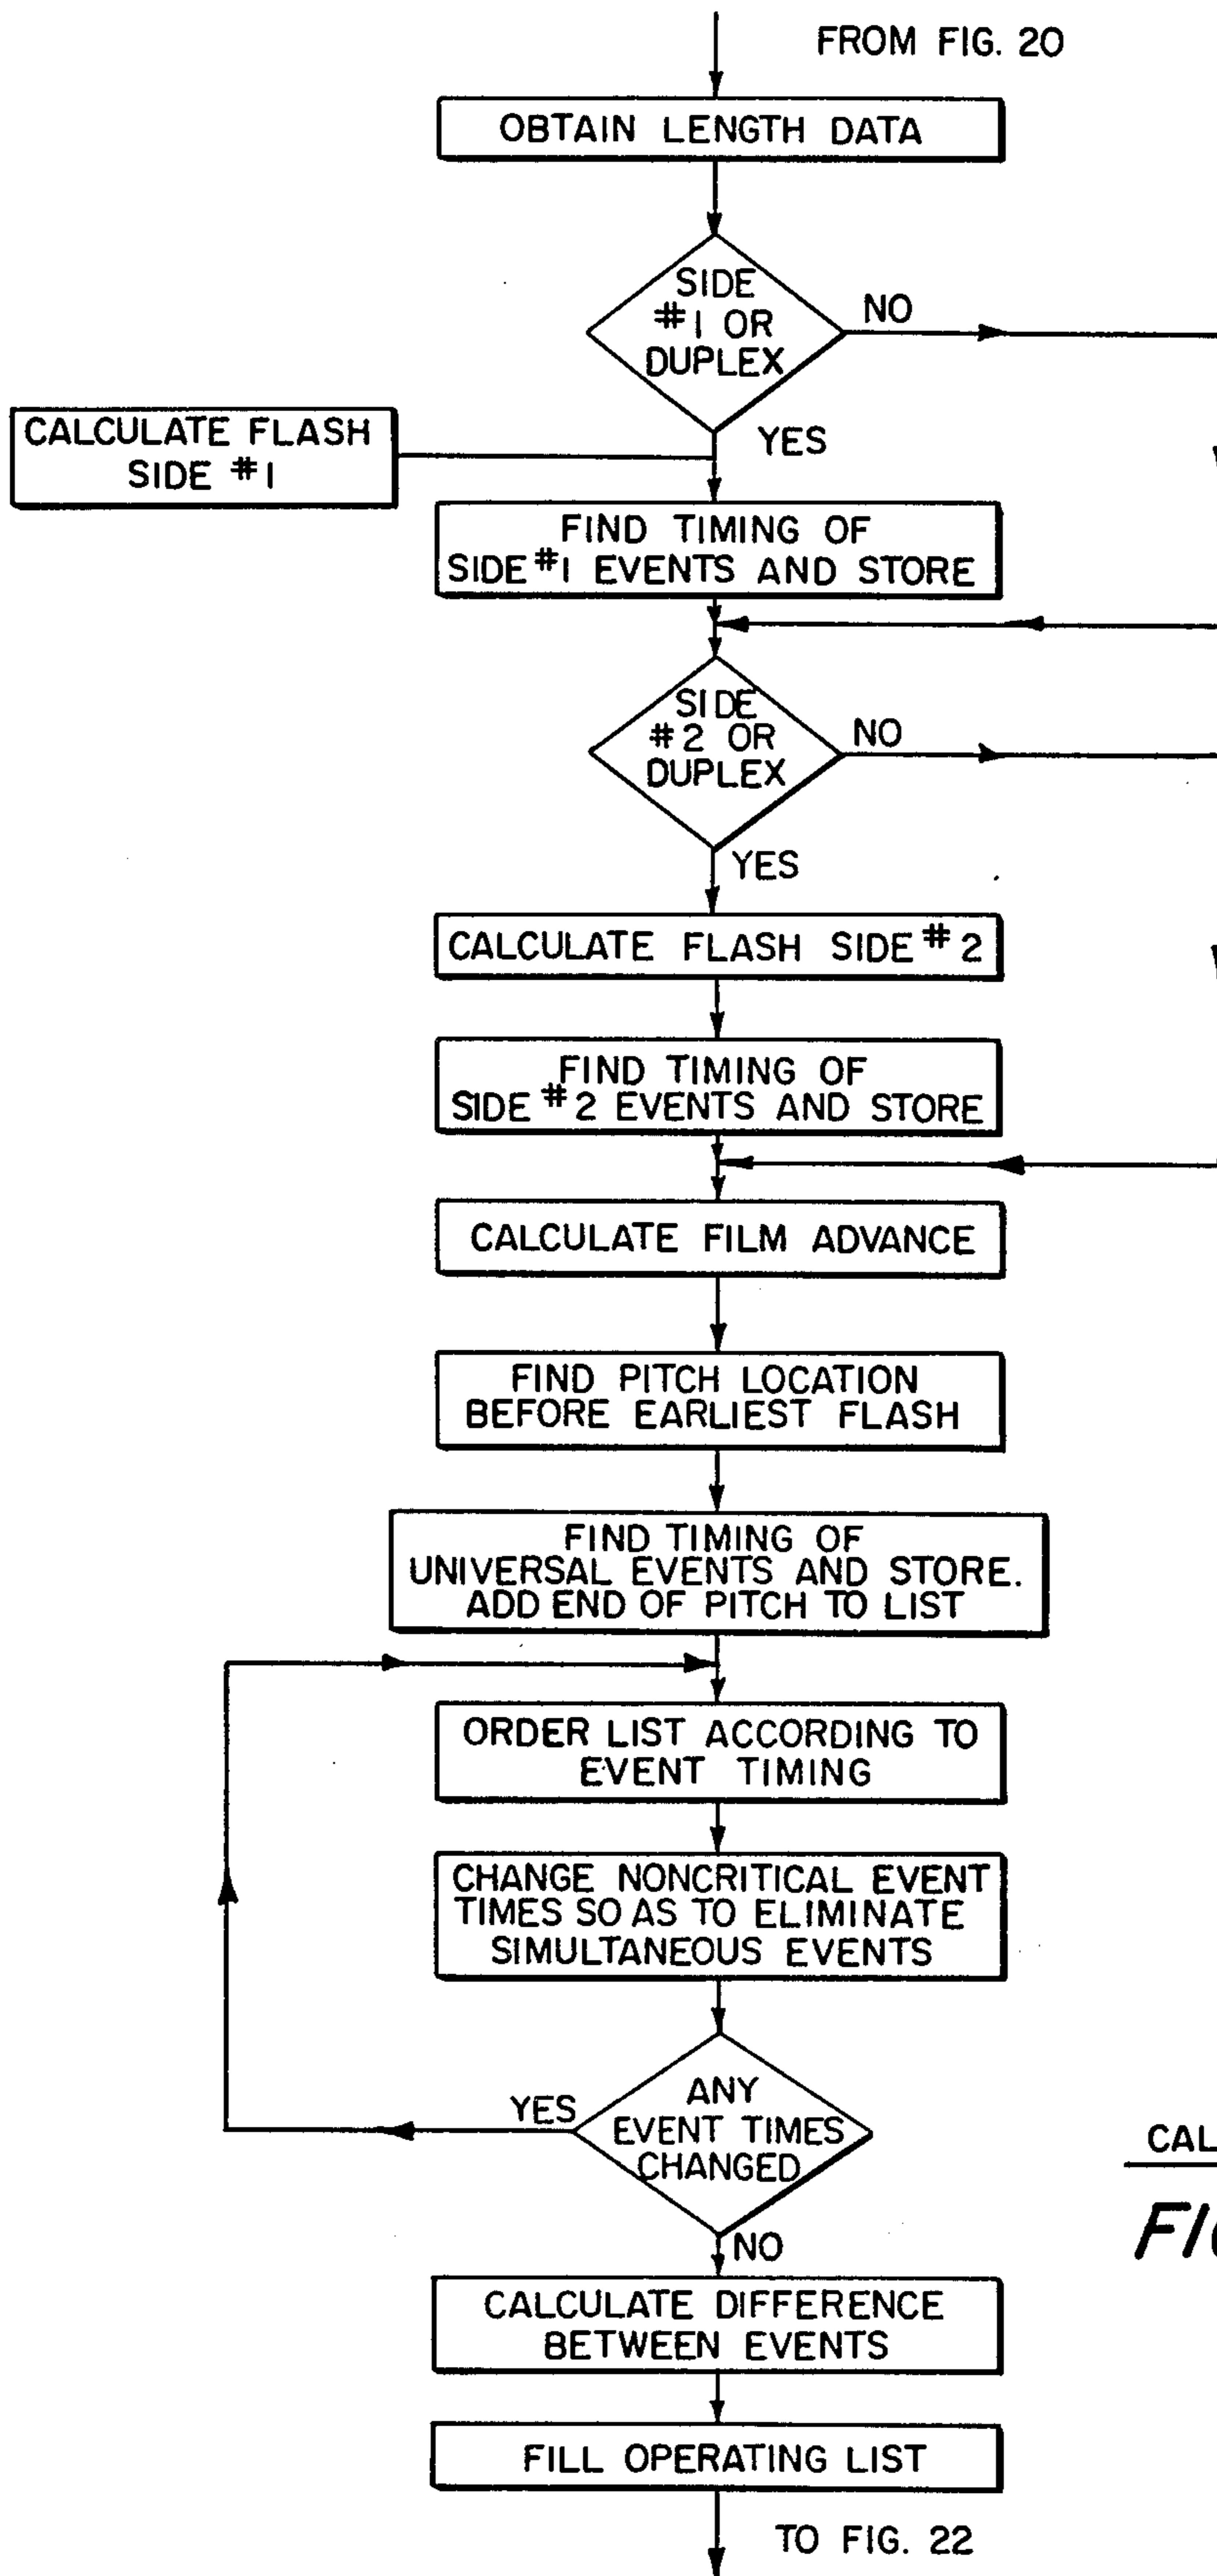 FROM FIG. 20
OBTAIN LENGTH DATA
SIDE
#1 OR
DUPLEX
NO
YES
CALCULATE FLASH
SIDE #1
FIND TIMING OF
SIDE #1 EVENTS AND STORE
SIDE
#2 OR
DUPLEX
NO
YES
CALCULATE FLASH SIDE #2
FIND TIMING OF
SIDE #2 EVENTS AND STORE
CALCULATE FILM ADVANCE
FIND PITCH LOCATION
BEFORE EARLIEST FLASH
FIND TIMING OF
UNIVERSAL EVENTS AND STORE.
ADD END OF PITCH TO LIST
ORDER LIST ACCORDING TO
EVENT TIMING
CHANGE NONCRITICAL EVENT
TIMES SO AS TO ELIMINATE
SIMULTANEOUS EVENTS
YES
ANY
EVENT TIMES
CHANGED
CAL
FIG
NO
CALCULATE DIFFERENCE
BETWEEN EVENTS
FILL OPERATING LIST
TO FIG. 22